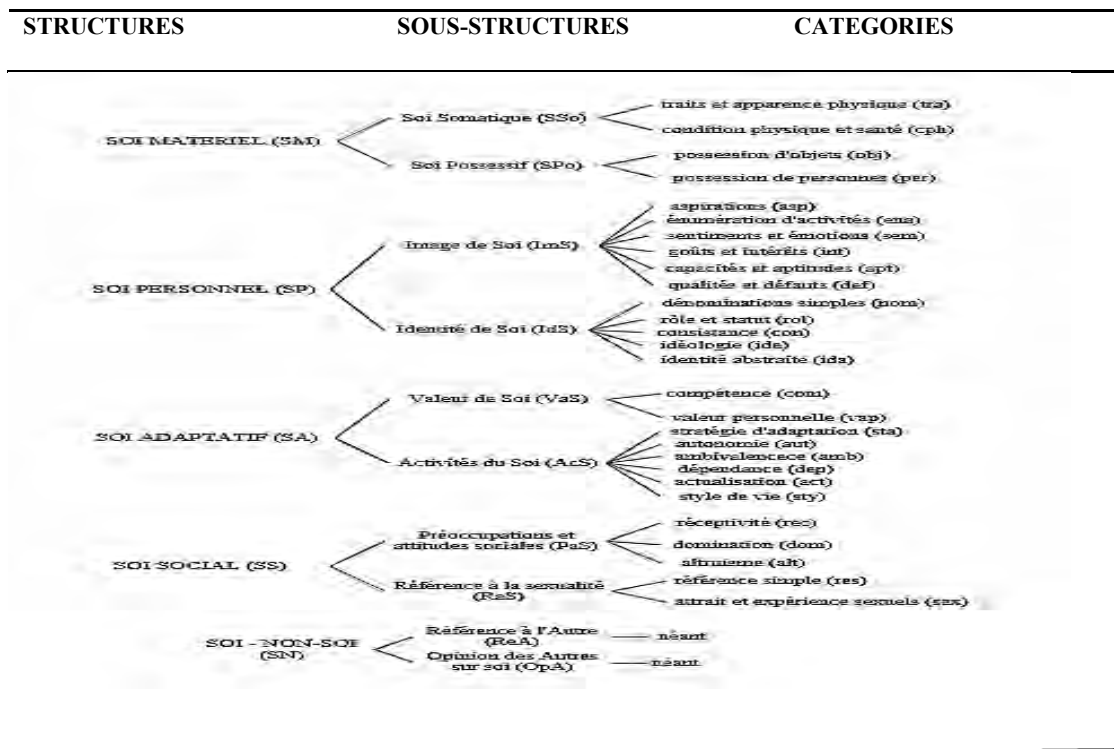 STRUCTURES SOUS-STRUCTURES CATEGORIES
traits et apparence physique (tra)
Soi Somatique (SSo)
condition physique et santé (cph)
SOI MATERIEL (SM)
possession d'objets (obj)
Soi Possessif (SPo)
possession de personnes (per)
aspirations (asp)
énumération d'activités (ena)
sentiments et émotions (sem)
Image de Soi (ImS)
goûts et intérêts (int)
capacités et aptitudes (apt)
qualités et défauts (def)
SOI PERSONNEL (SP)
dénominations simples (nom)
rôle et statut (rol)
Identité de Soi (IdS)
consistance (con)
idéologie (ide)
identité abstraite (ida)
compétence (com)
Valeur de Soi (VaS)
valeur personnelle (vap)
SOI ADAPTATIF (SA)
stratégie d'adaptation (sta)
autonomie (aut)
ambivalencece (amb)
Activités du Soi (AcS)
dépendance (dep)
actualisation (act)
style de vie (sty)
réceptivité (rec)
Préoccupations et
attitudes sociales (PaS)
domination (dom)
altruisme (alt)
SOI SOCIAL (SS)
référence simple (res)
Référence à la sexualité
(ReS)
attrait et expérience sexuels (sex)
Référence à l'Autre
(ReA)
néant
SOI - NON-SOI
(SN)
Opinion des Autres
sur soi (OpA)
néant